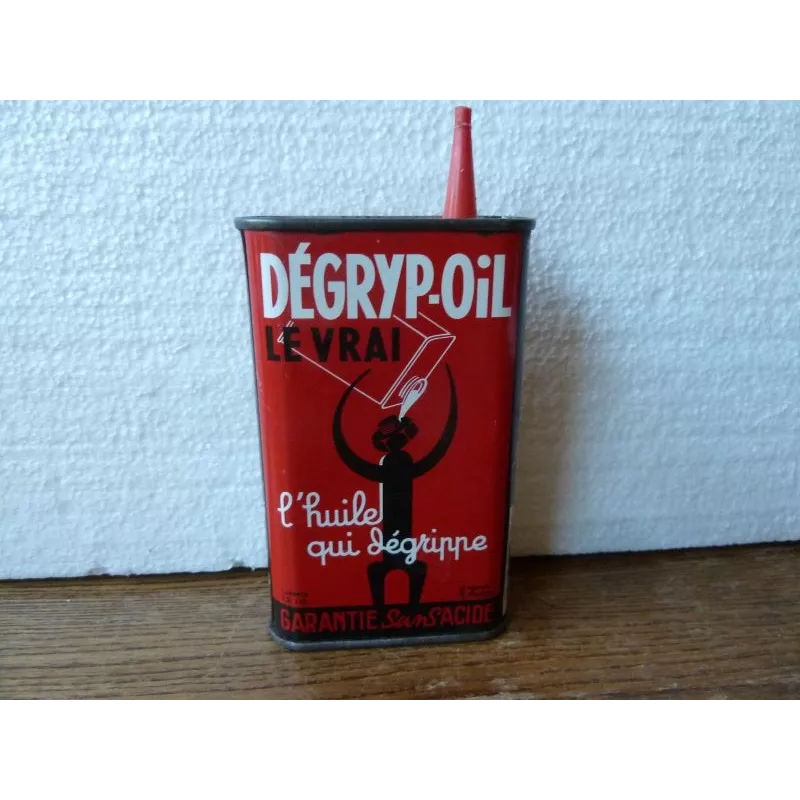 DÉGRYP-OiL
LE VRAI
l'huile
qui dégrippe
GARANTIE SanS ACIDE